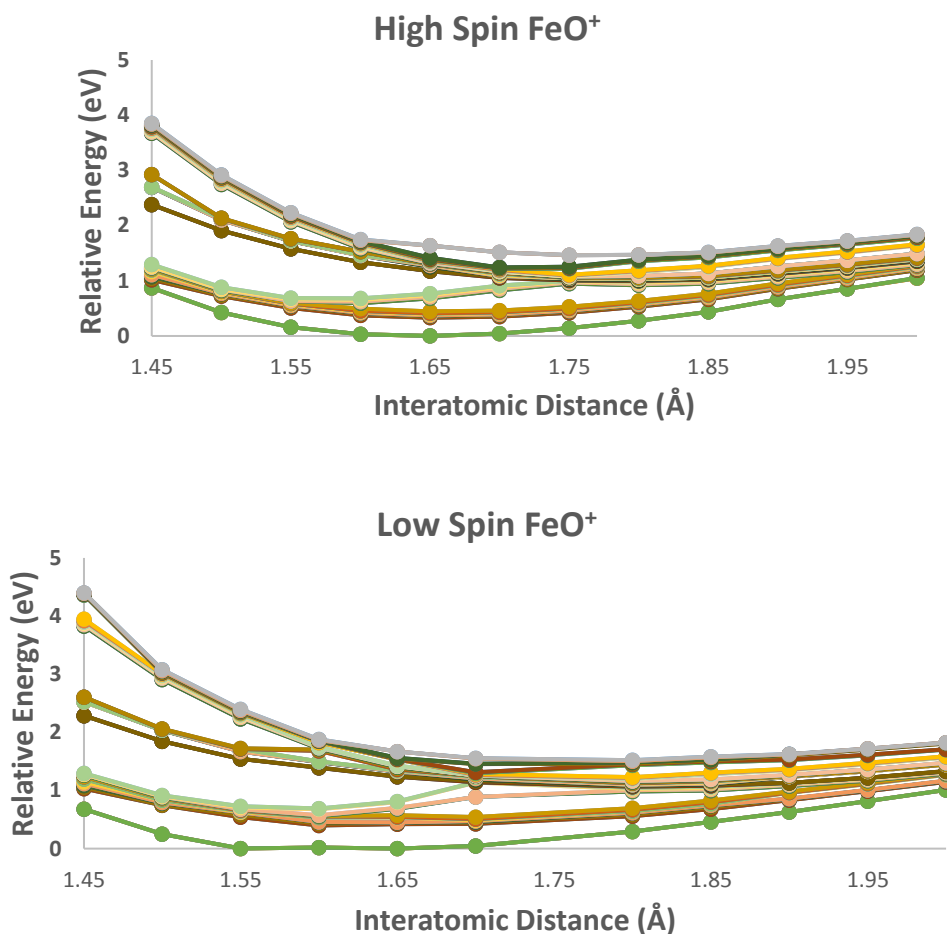 High Spin FeO⁺
5
4
3
2
1
0
Relative Energy (eV)
1.45 1.55 1.65 1.75 1.85 1.95
Interatomic Distance (Å)
Low Spin FeO⁺
5
4
3
2
1
0
Relative Energy (eV)
1.45 1.55 1.65 1.75 1.85 1.95
Interatomic Distance (Å)